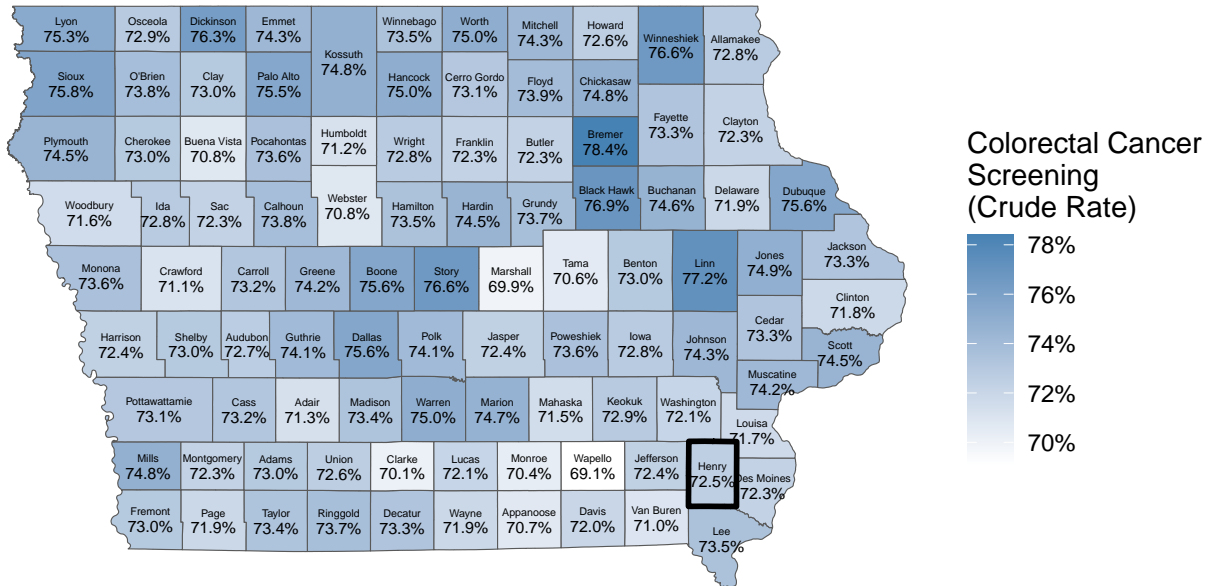 Lyon
75.3%
Osceola
72.9%
Dickinson
76.3%
Emmet
74.3%
Kossuth
74.8%
Winnebago
73.5%
Worth
75.0%
Mitchell
74.3%
Howard
72.6%
Winneshiek
76.6%
Allamakee
72.8%
Sioux
75.8%
O'Brien
73.8%
Clay
73.0%
Palo Alto
75.5%
Hancock
75.0%
Cerro Gordo
73.1%
Floyd
73.9%
Chickasaw
74.8%
Fayette
73.3%
Clayton
72.3%
Plymouth
74.5%
Cherokee
73.0%
Buena Vista
70.8%
Pocahontas
73.6%
Humboldt
71.2%
Wright
72.8%
Franklin
72.3%
Butler
72.3%
Bremer
78.4%
Woodbury
71.6%
Ida
72.8%
Sac
72.3%
Calhoun
73.8%
Webster
70.8%
Hamilton
73.5%
Hardin
74.5%
Grundy
73.7%
Black Hawk
76.9%
Buchanan
74.6%
Delaware
71.9%
Dubuque
75.6%
Monona
73.6%
Crawford
71.1%
Carroll
73.2%
Greene
74.2%
Boone
75.6%
Story
76.6%
Marshall
69.9%
Tama
70.6%
Benton
73.0%
Linn
77.2%
Jones
74.9%
Jackson
73.3%
Clinton
71.8%
Harrison
72.4%
Shelby
73.0%
Audubon
72.7%
Guthrie
74.1%
Dallas
75.6%
Polk
74.1%
Jasper
72.4%
Poweshiek
73.6%
Iowa
72.8%
Johnson
74.3%
Cedar
73.3%
Scott
74.5%
Muscatine
74.2%
Pottawattamie
73.1%
Cass
73.2%
Adair
71.3%
Madison
73.4%
Warren
75.0%
Marion
74.7%
Mahaska
71.5%
Keokuk
72.9%
Washington
72.1%
Louisa
71.7%
Mills
74.8%
Montgomery
72.3%
Adams
73.0%
Union
72.6%
Clarke
70.1%
Lucas
72.1%
Monroe
70.4%
Wapello
69.1%
Jefferson
72.4%
Henry
72.5%
Des Moines
72.3%
Fremont
73.0%
Page
71.9%
Taylor
73.4%
Ringgold
73.7%
Decatur
73.3%
Wayne
71.9%
Appanoose
70.7%
Davis
72.0%
Van Buren
71.0%
Lee
73.5%
Colorectal Cancer
Screening
(Crude Rate)
78%
76%
74%
72%
70%